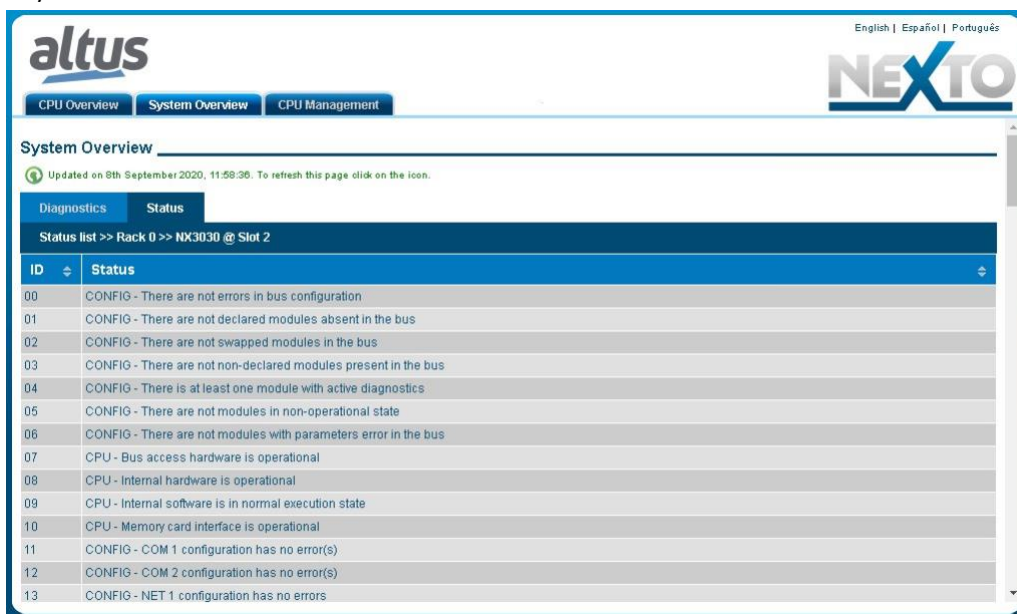 English | Español | Português
altus
NEXTO
CPU Overview System Overview CPU Management
System Overview
Updated on 8th September 2020, 11:58:36. To refresh this page click on the icon.
Diagnostics Status
Status list >> Rack 0 >> NX3030 @ Slot 2
ID Status
00 CONFIG - There are not errors in bus configuration
01 CONFIG - There are not declared modules absent in the bus
02 CONFIG - There are not swapped modules in the bus
03 CONFIG - There are not non-declared modules present in the bus
04 CONFIG - There is at least one module with active diagnostics
05 CONFIG - There are not modules in non-operational state
06 CONFIG - There are not modules with parameters error in the bus
07 CPU - Bus access hardware is operational
08 CPU - Internal hardware is operational
09 CPU - Internal software is in normal execution state
10 CPU - Memory card interface is operational
11 CONFIG - COM 1 configuration has no error(s)
12 CONFIG - COM 2 configuration has no error(s)
13 CONFIG - NET 1 configuration has no errors